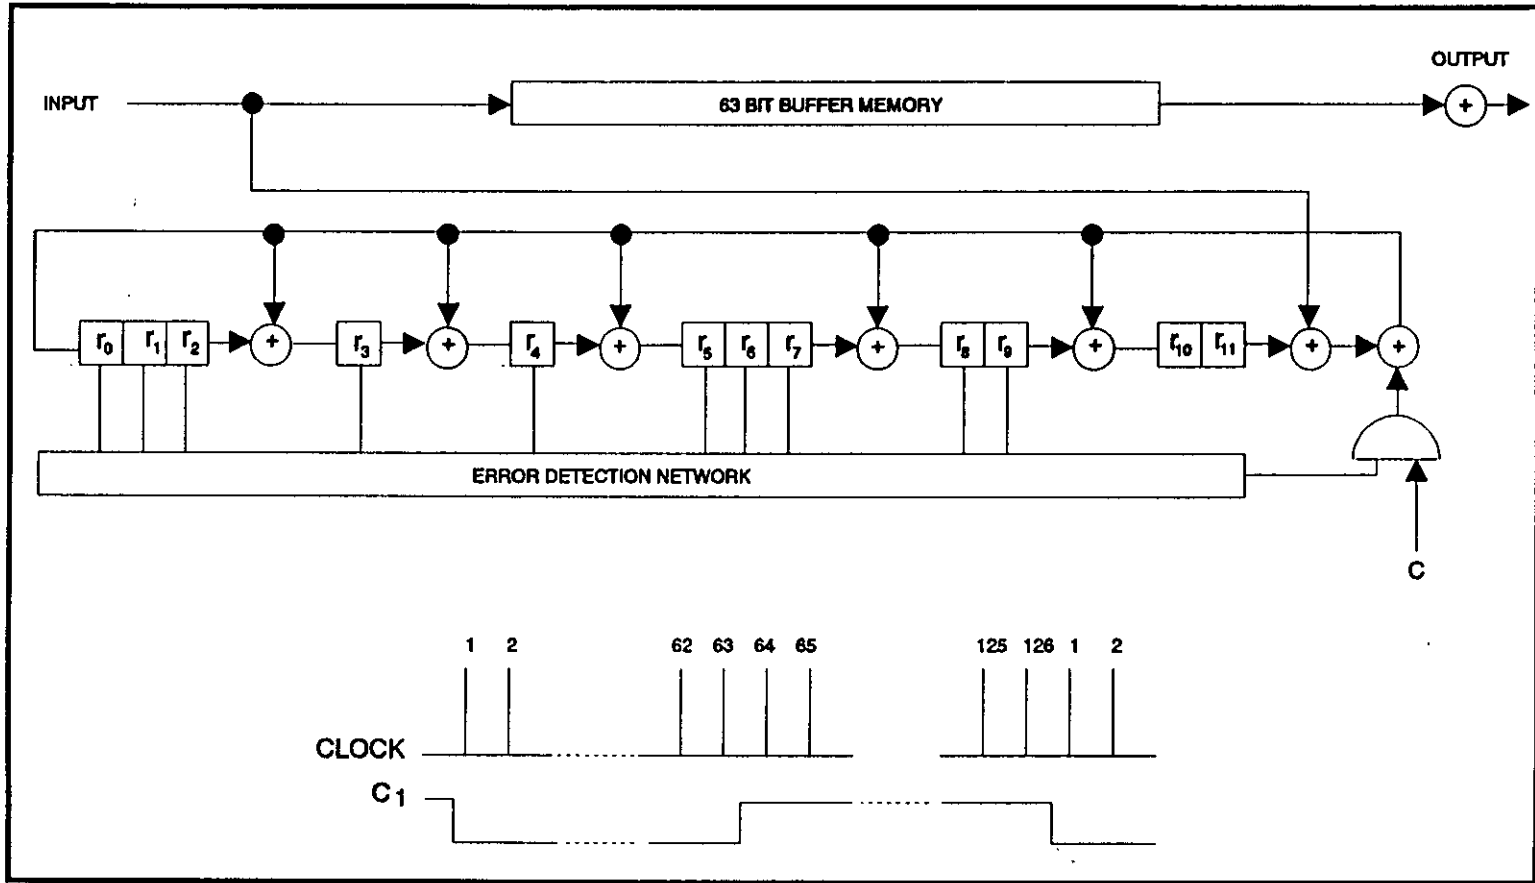 OUTPUT
INPUT
63 BIT BUFFER MEMORY
+
r0 r1 r2 + r3 + r4 + r5 r6 r7 + r8 r9 + r10 r11 + +
ERROR DETECTION NETWORK
C
1 2 62 63 64 65 125 126 1 2
CLOCK
C1